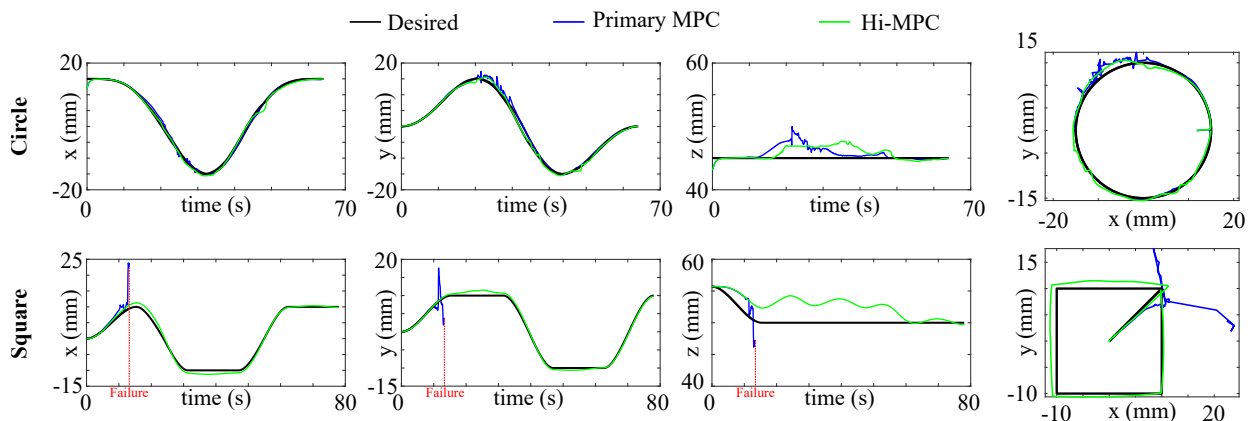 Desired Primary MPC Hi-MPC
Circle
x (mm)
20
-20
0 time (s) 70
y (mm)
20
-20
0 time (s) 70
z (mm)
60
40
0 time (s) 70
y (mm)
15
-15
-20 x (mm) 20
Square
x (mm)
25
-15
0 Failure time (s) 80
y (mm)
20
-15
0 Failure time (s) 80
z (mm)
60
40
0 Failure time (s) 80
y (mm)
15
-10
-10 x (mm) 20